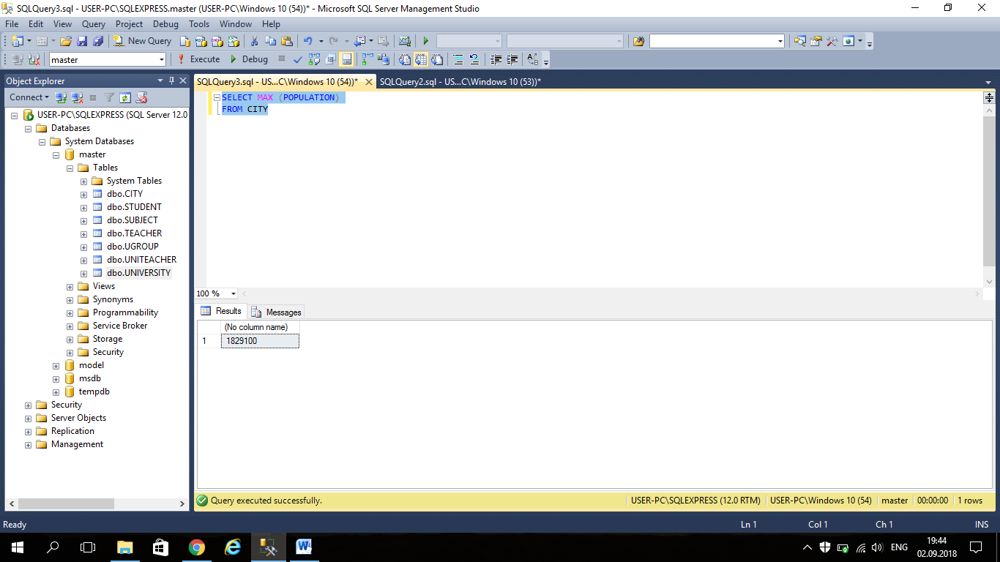 SQLQuery3.sql - USER-PC\SQLEXPRESS.master (USER-PC\Windows 10 (54))* - Microsoft SQL Server Management Studio
File Edit View Query Project Debug Tools Window Help
New Query
master Execute Debug
Object Explorer
Connect
USER-PC\SQLEXPRESS (SQL Server 12.0
Databases
System Databases
master
Tables
System Tables
dbo.CITY
dbo.STUDENT
dbo.SUBJECT
dbo.TEACHER
dbo.UGROUP
dbo.UNITEACHER
dbo.UNIVERSITY
Views
Synonyms
Programmability
Service Broker
Storage
Security
model
msdb
tempdb
Security
Server Objects
Replication
Management
SQLQuery3.sql - US...C\Windows 10 (54))* SQLQuery2.sql - US...C\Windows 10 (53))*
SELECT MAX (POPULATION)
FROM CITY
100 %
Results Messages
(No column name)
1 1829100
Query executed successfully. USER-PC\SQLEXPRESS (12.0 RTM) USER-PC\Windows 10 (54) master 00:00:00 1 rows
Ready Ln 1 Col 1 Ch 1 INS
ENG 19:44
02.09.2018